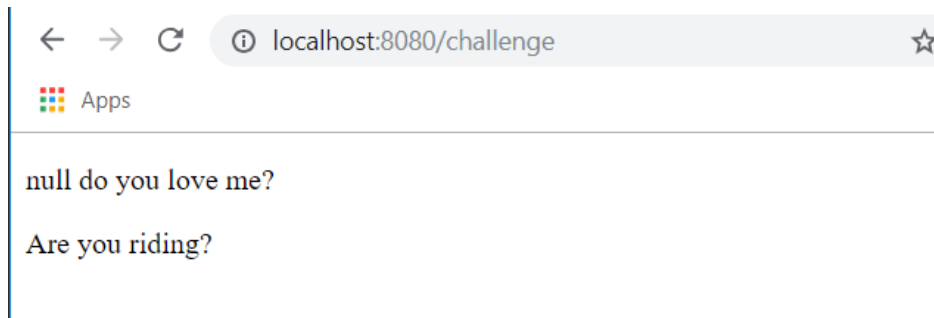 localhost:8080/challenge
Apps
null do you love me?
Are you riding?